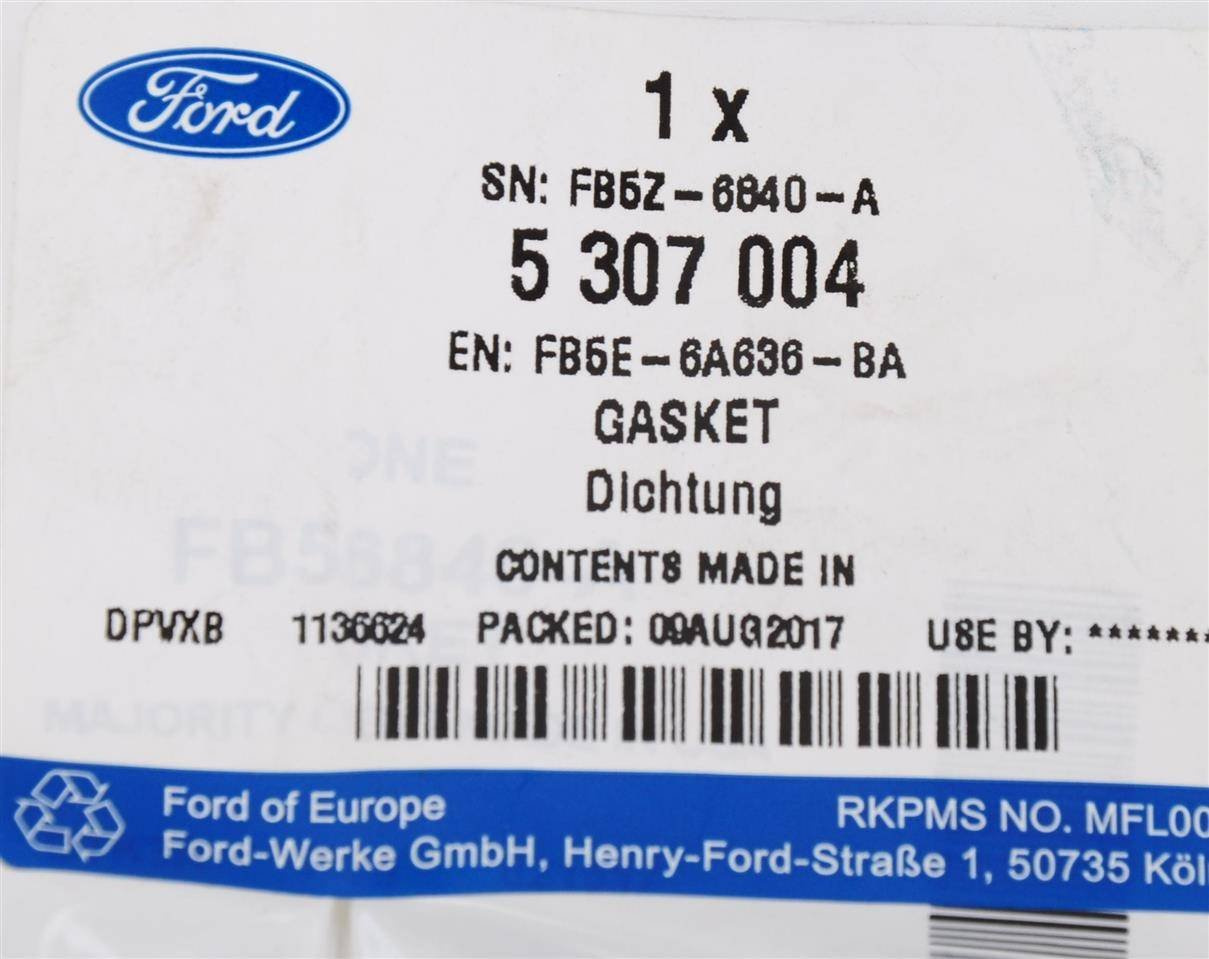 Ford
1 x
SN: FB5Z-6840-A
5 307 004
EN: FB5E-6A636-BA
GASKET
Dichtung
CONTENTS MADE IN
DPVXB 1136624 PACKED: 09AUG2017 USE BY: *******
Ford of Europe RKPMS NO. MFL00
Ford-Werke GmbH, Henry-Ford-Straße 1, 50735 Köl